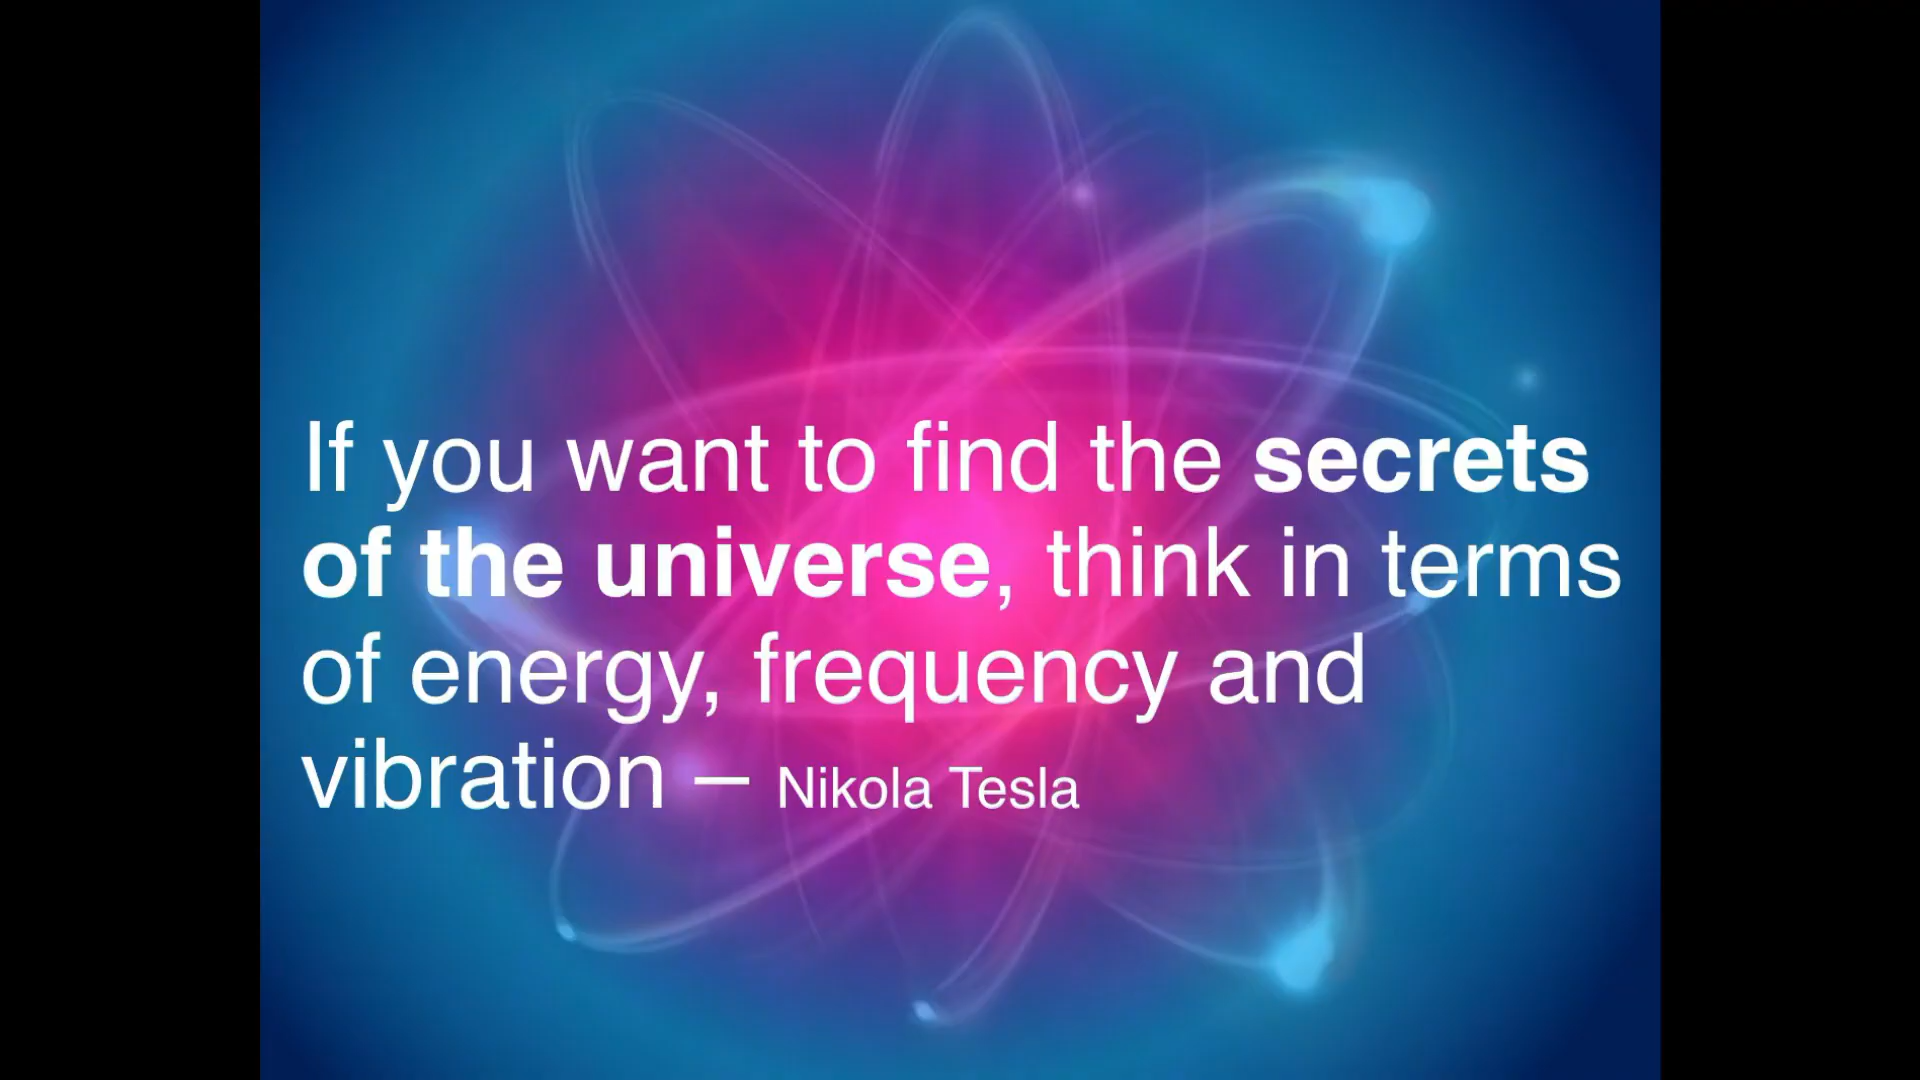 If you want to find the secrets
of the universe, think in terms
of energy, frequency and
vibration — Nikola Tesla